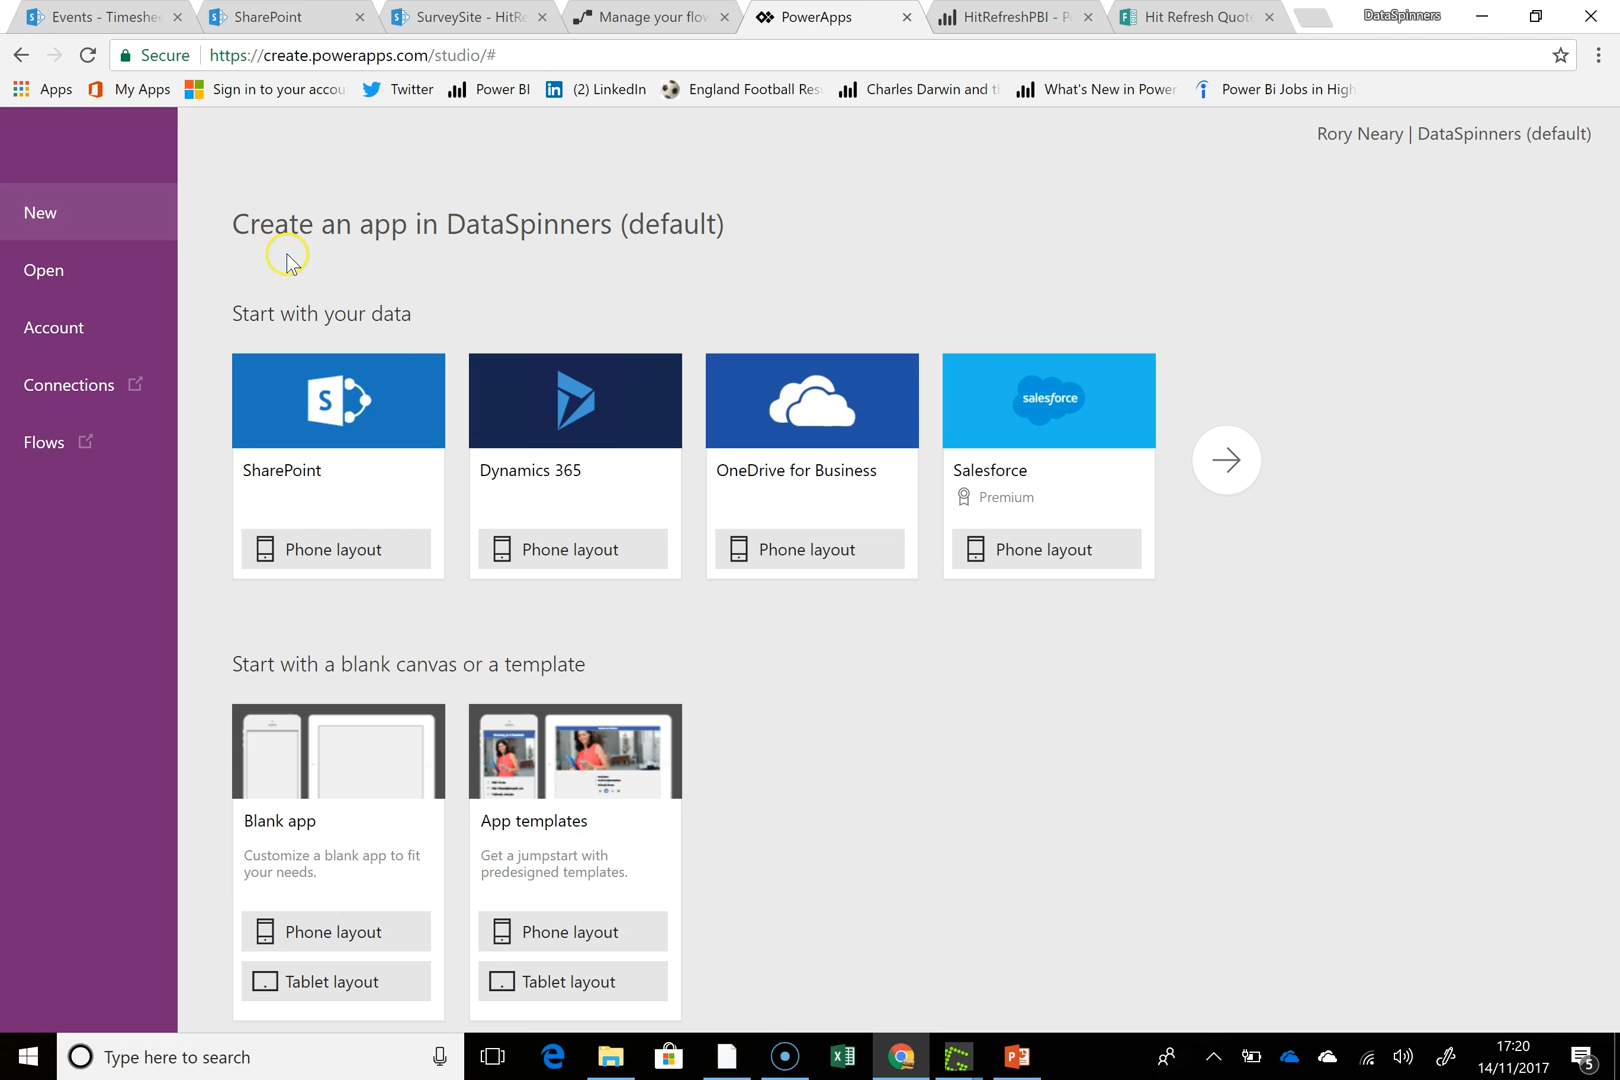 Events - Timeshee
SharePoint
SurveySite - HitRe
Manage your flow
PowerApps
HitRefreshPBI - P
Hit Refresh Quote
DataSpinners
Secure
https://create.powerapps.com/studio/#
Apps
My Apps
Sign in to your accou
Twitter
Power BI
(2) LinkedIn
England Football Res
Charles Darwin and t
What's New in Power
Power Bi Jobs in High
Rory Neary | DataSpinners (default)
New
Open
Account
Connections
Flows
Create an app in DataSpinners (default)
Start with your data
S
salesforce
SharePoint
Dynamics 365
OneDrive for Business
Salesforce
Premium
Phone layout
Phone layout
Phone layout
Phone layout
Start with a blank canvas or a template
Blank app
App templates
Customize a blank app to fit
your needs.
Get a jumpstart with
predesigned templates.
Phone layout
Phone layout
Tablet layout
Tablet layout
Type here to search
17:20
14/11/2017
5